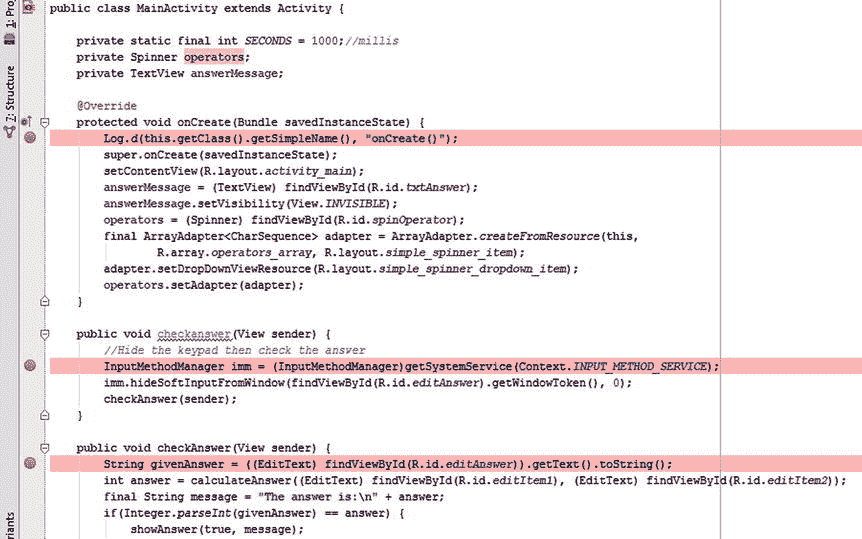 public class MainActivity extends Activity {
private static final int SECONDS = 1000;//millis
private Spinner operators;
private TextView answerMessage;
@Override
protected void onCreate(Bundle savedInstanceState) {
Log.d(this.getClass().getSimpleName(), "onCreate()");
super.onCreate(savedInstanceState);
setContentView(R.layout.activity_main);
answerMessage = (TextView) findViewById(R.id.txtAnswer);
answerMessage.setVisibility(View.INVISIBLE);
operators = (Spinner) findViewById(R.id.spinOperator);
final ArrayAdapter<CharSequence> adapter = ArrayAdapter.createFromResource(this,
R.array.operators_array, R.layout.simple_spinner_item);
adapter.setDropDownViewResource(R.layout.simple_spinner_dropdown_item);
operators.setAdapter(adapter);
}
public void checkanswer(View sender) {
//Hide the keypad then check the answer
InputMethodManager imm = (InputMethodManager)getSystemService(Context.INPUT_METHOD_SERVICE);
imm.hideSoftInputFromWindow(findViewById(R.id.editAnswer).getWindowToken(), 0);
checkAnswer(sender);
}
public void checkAnswer(View sender) {
String givenAnswer = ((EditText) findViewById(R.id.editAnswer)).getText().toString();
int answer = calculateAnswer((EditText) findViewById(R.id.editItem1), (EditText) findViewById(R.id.editItem2));
final String message = "The answer is:\n" + answer;
if(Integer.parseInt(givenAnswer) == answer) {
showAnswer(true, message);
1: Proj
7: Structure
riants